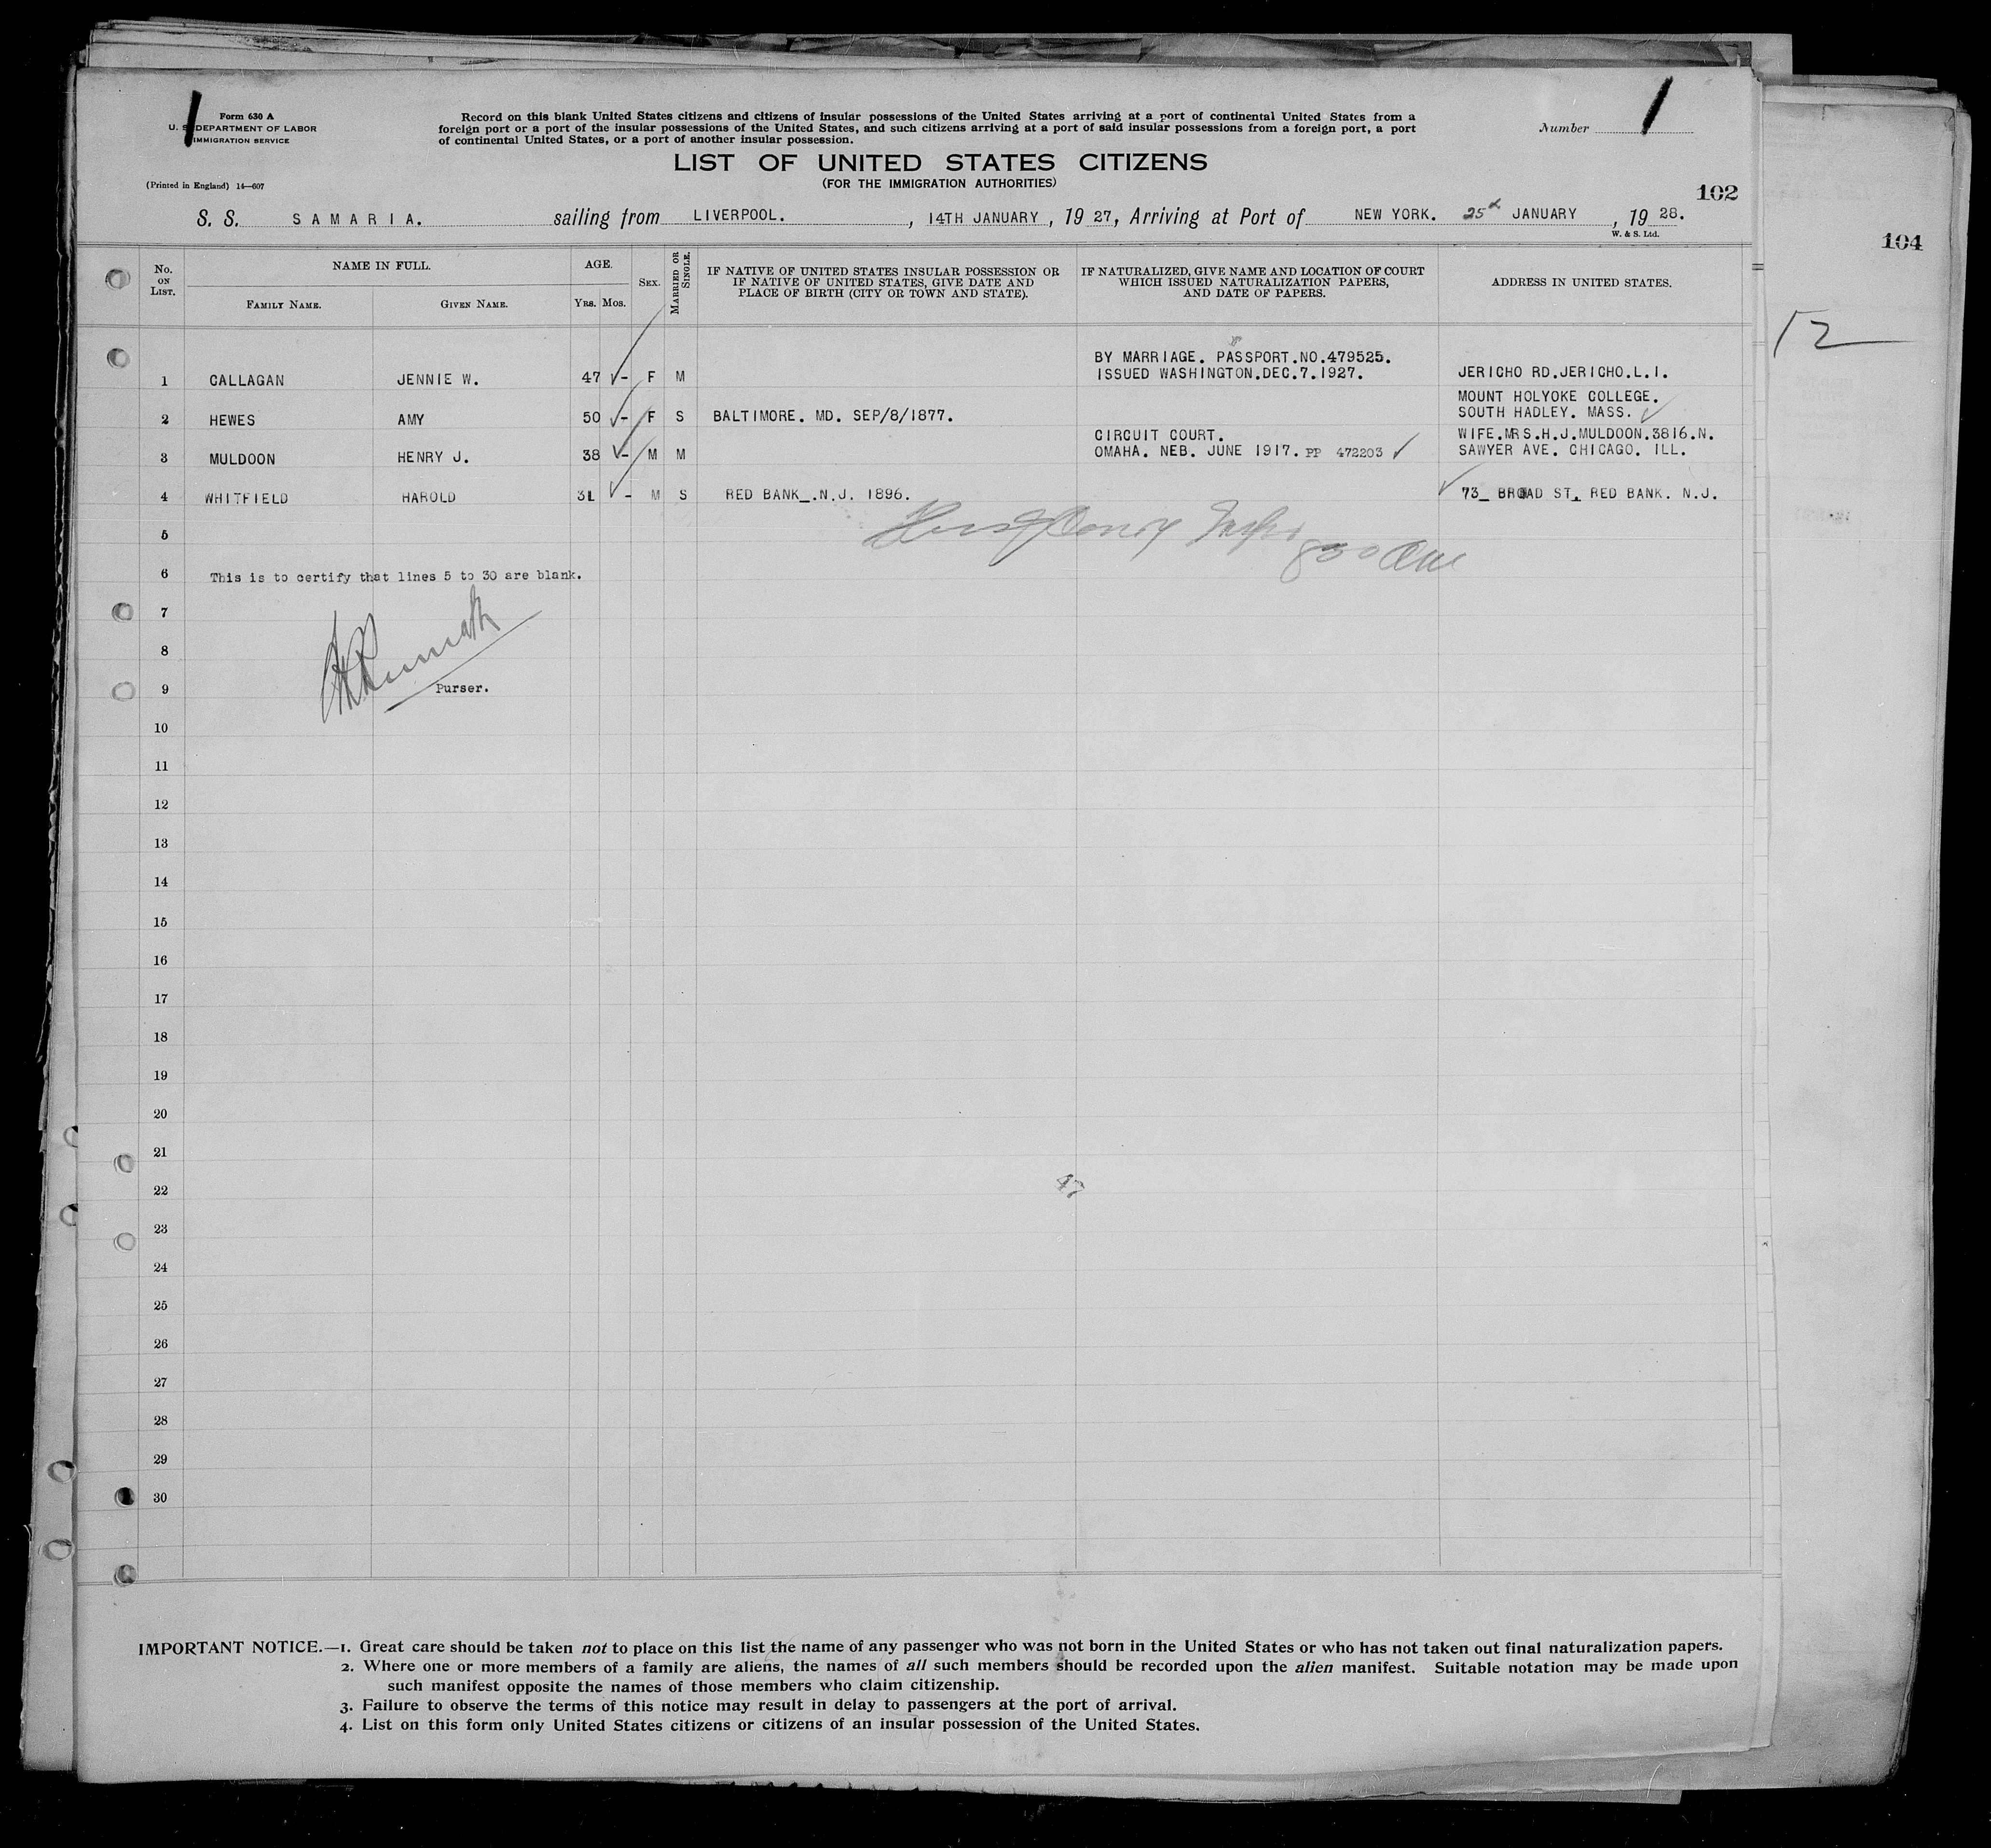 Form 630 A
U. S. DEPARTMENT OF LABOR
IMMIGRATION SERVICE
(Printed in England) 14—607
Record on this blank United States citizens and citizens of insular possessions of the United States arriving at a port of continental United States from a
foreign port or a port of the insular possessions of the United States, and such citizens arriving at a port of said insular possessions from a foreign port, a port
of continental United States, or a port of another insular possession.
Number 1
LIST OF UNITED STATES CITIZENS
(FOR THE IMMIGRATION AUTHORITIES)
102
104
S. S. SAMARIA. sailing from LIVERPOOL. , 14TH JANUARY , 19 27, Arriving at Port of NEW YORK. 25th JANUARY , 19 28.
W. & S. Ltd.
No. ON LIST.
NAME IN FULL.
FAMILY NAME.
GIVEN NAME.
AGE.
YRS. MOS.
SEX.
MARRIED OR SINGLE.
IF NATIVE OF UNITED STATES INSULAR POSSESSION OR
IF NATIVE OF UNITED STATES, GIVE DATE AND
PLACE OF BIRTH (CITY OR TOWN AND STATE).
IF NATURALIZED, GIVE NAME AND LOCATION OF COURT
WHICH ISSUED NATURALIZATION PAPERS,
AND DATE OF PAPERS.
ADDRESS IN UNITED STATES.
12
BY MARRIAGE. PASSPORT.NO.479525.
1 CALLAGAN JENNIE W. 47 - F M ISSUED WASHINGTON.DEC.7.1927. JERICHO RD.JERICHO.L.I.
MOUNT HOLYOKE COLLEGE.
2 HEWES AMY 50 - F S BALTIMORE. MD. SEP/8/1877. SOUTH HADLEY. MASS.
CIRCUIT COURT. WIFE.MRS.H.J.MULDOON.3816.N.
3 MULDOON HENRY J. 38 - M M OMAHA. NEB. JUNE 1917. PP 472203 SAWYER AVE. CHICAGO. ILL.
4 WHITFIELD HAROLD 31 - M S RED BANK_.N.J. 1896. 73_ BROAD ST. RED BANK. N.J.
5
6 This is to certify that lines 5 to 30 are blank.
7
8
9 Purser.
10
11
12
13
14
15
16
17
18
19
20
21
22
47
23
24
25
26
27
28
29
30
IMPORTANT NOTICE.—1. Great care should be taken not to place on this list the name of any passenger who was not born in the United States or who has not taken out final naturalization papers.
2. Where one or more members of a family are aliens, the names of all such members should be recorded upon the alien manifest. Suitable notation may be made upon
such manifest opposite the names of those members who claim citizenship.
3. Failure to observe the terms of this notice may result in delay to passengers at the port of arrival.
4. List on this form only United States citizens or citizens of an insular possession of the United States.